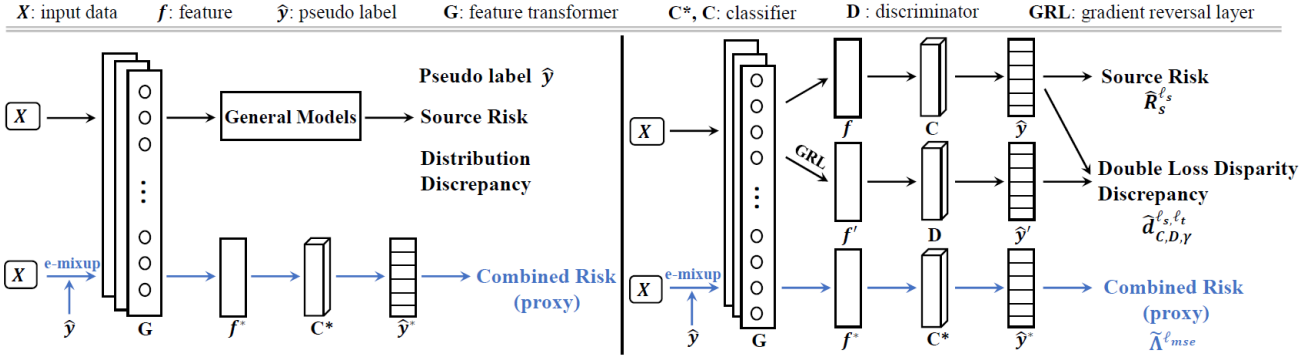 X: input data f: feature ŷ: pseudo label G: feature transformer C*, C: classifier D : discriminator GRL: gradient reversal layer
X
General Models
Pseudo label ŷ
Source Risk
Distribution
Discrepancy
X
e-mixup
ŷ
G
f*
C*
ŷ*
Combined Risk
(proxy)
X
GRL
f
C
ŷ
Source Risk
R̂_s^{ℓ_s}
f′
D
ŷ′
Double Loss Disparity
Discrepancy
d̂_{C,D,γ}^{ℓ_s,ℓ_t}
X
e-mixup
ŷ
G
f*
C*
ŷ*
Combined Risk
(proxy)
Λ̃^{ℓ_mse}